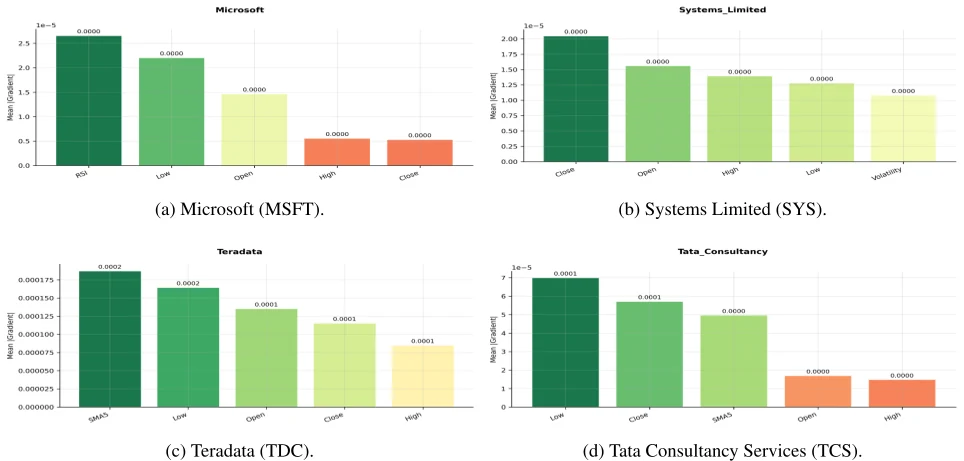 Microsoft
1e−5
Mean |Gradient|
2.5
2.0
1.5
1.0
0.5
0.0
0.0000
0.0000
0.0000
0.0000
0.0000
RSI
Low
Open
High
Close
(a) Microsoft (MSFT).
Systems_Limited
1e−5
Mean |Gradient|
2.00
1.75
1.50
1.25
1.00
0.75
0.50
0.25
0.00
0.0000
0.0000
0.0000
0.0000
0.0000
Close
Open
High
Low
Volatility
(b) Systems Limited (SYS).
Teradata
Mean |Gradient|
0.000175
0.000150
0.000125
0.000100
0.000075
0.000050
0.000025
0.000000
0.0002
0.0002
0.0001
0.0001
0.0001
SMA5
Low
Open
Close
High
(c) Teradata (TDC).
Tata_Consultancy
1e−5
Mean |Gradient|
7
6
5
4
3
2
1
0
0.0001
0.0001
0.0000
0.0000
0.0000
Low
Close
SMA5
Open
High
(d) Tata Consultancy Services (TCS).